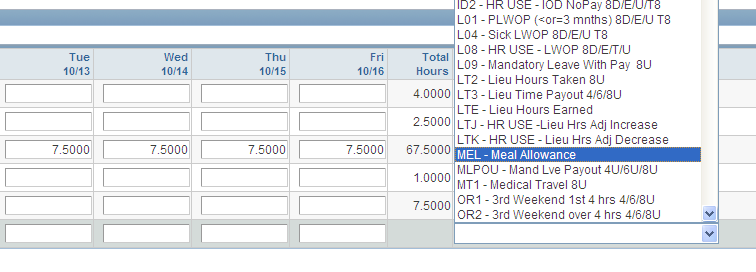 ID2 - HR USE - IOD NoPay 8D/E/U/T8
L01 - PLWOP (<or=3 mnths) 8D/E/U T8
L04 - Sick LWOP 8D/E/U T8
L08 - HR USE - LWOP 8D/E/T/U
L09 - Mandatory Leave With Pay 8U
LT2 - Lieu Hours Taken 8U
LT3 - Lieu Time Payout 4/6/8U
LTE - Lieu Hours Earned
LTJ - HR USE -Lieu Hrs Adj Increase
LTK - HR USE - Lieu Hrs Adj Decrease
MEL - Meal Allowance
MLPOU - Mand Lve Payout 4U/6U/8U
MT1 - Medical Travel 8U
OR1 - 3rd Weekend 1st 4 hrs 4/6/8U
OR2 - 3rd Weekend over 4 hrs 4/6/8U
Tue Wed Thu Fri Total
10/13 10/14 10/15 10/16 Hours
4.0000
2.5000
7.5000 7.5000 7.5000 7.5000 67.5000
1.0000
7.5000